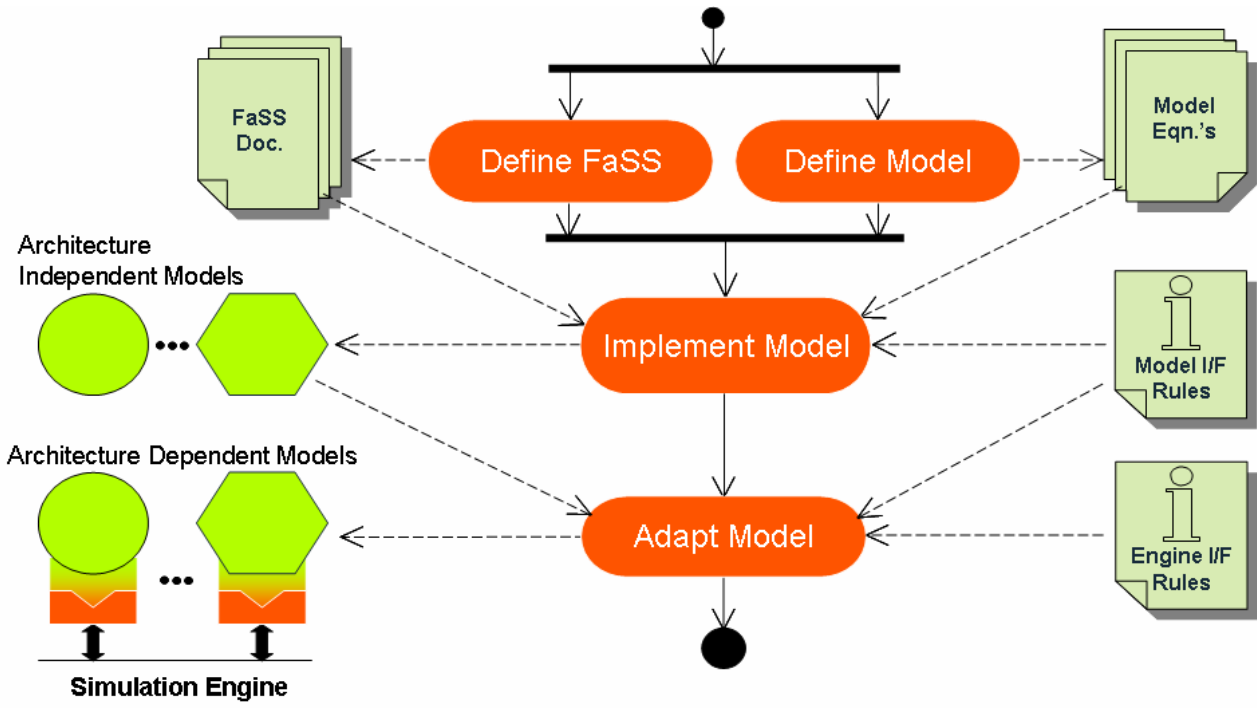 FaSS
Doc.
Define FaSS
Define Model
Model
Eqn.'s
Architecture
Independent Models
Implement Model
Model I/F
Rules
Architecture Dependent Models
Adapt Model
Engine I/F
Rules
Simulation Engine